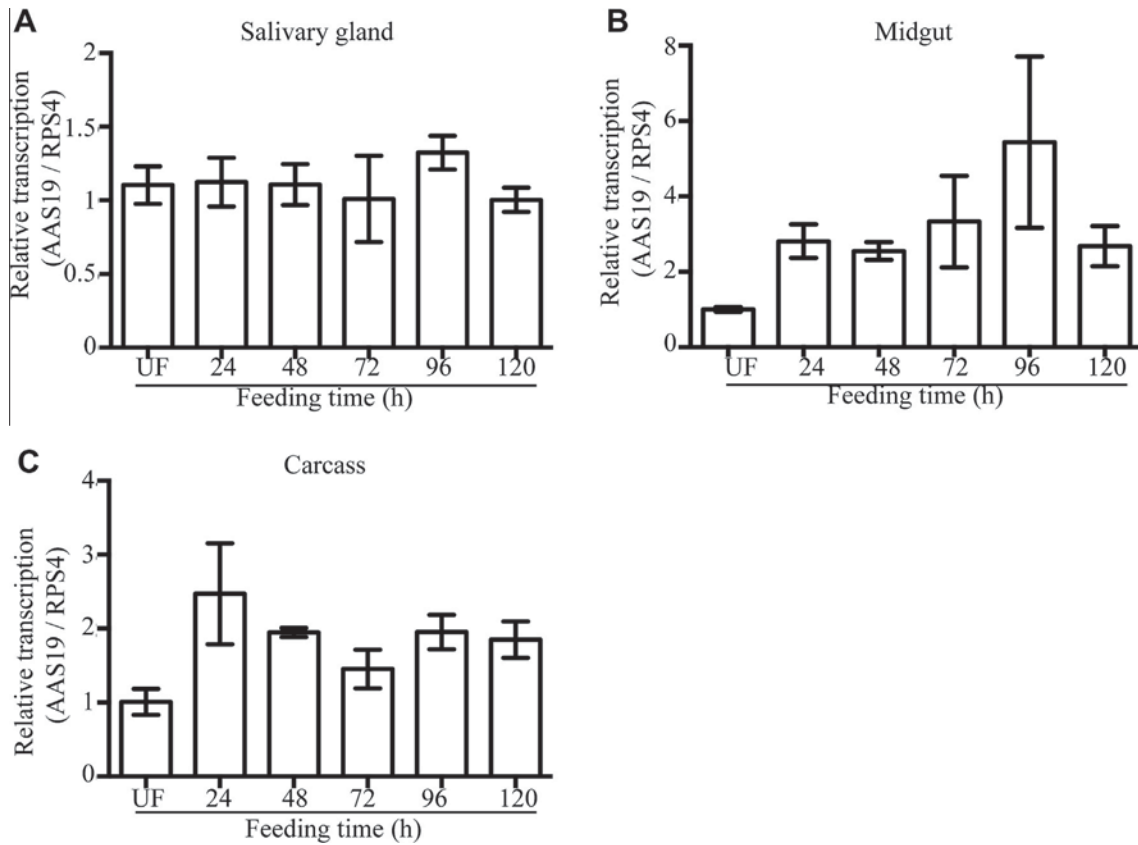 A
Salivary gland
Relative transcription
(AAS19 / RPS4)
2
1.5
1
0.5
0
UF 24 48 72 96 120
Feeding time (h)
B
Midgut
Relative transcription
(AAS19 / RPS4)
8
6
4
2
0
UF 24 48 72 96 120
Feeding time (h)
C
Carcass
Relative transcription
(AAS19 / RPS4)
4
3
2
1
0
UF 24 48 72 96 120
Feeding time (h)